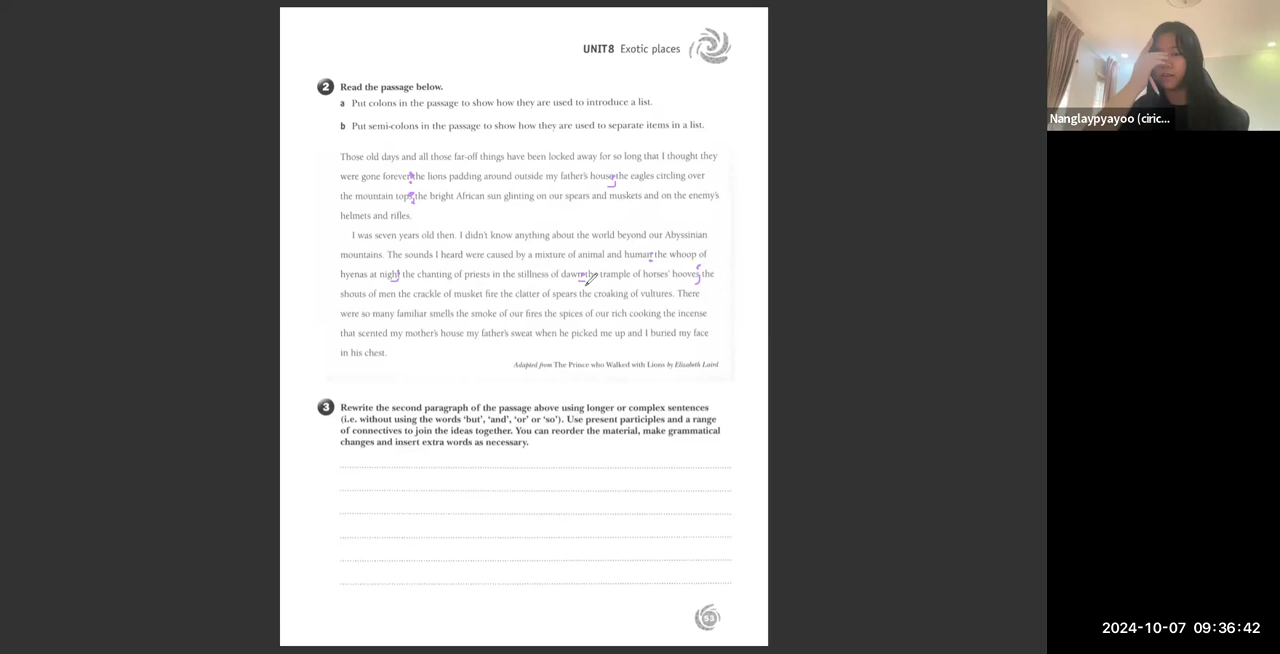 UNIT 8 Exotic places
2 Read the passage below.
a Put colons in the passage to show how they are used to introduce a list.
b Put semi-colons in the passage to show how they are used to separate items in a list.
Those old days and all those far-off things have been locked away for so long that I thought they
were gone forever: the lions padding around outside my father's house; the eagles circling over
the mountain tops; the bright African sun glinting on our spears and muskets and on the enemy's
helmets and rifles.
I was seven years old then. I didn't know anything about the world beyond our Abyssinian
mountains. The sounds I heard were caused by a mixture of animal and human: the whoop of
hyenas at night; the chanting of priests in the stillness of dawn; the trample of horses' hooves; the
shouts of men the crackle of musket fire the clatter of spears the croaking of vultures. There
were so many familiar smells the smoke of our fires the spices of our rich cooking the incense
that scented my mother's house my father's sweat when he picked me up and I buried my face
in his chest.
Adapted from The Prince who Walked with Lions by Elizabeth Laird
3 Rewrite the second paragraph of the passage above using longer or complex sentences
(i.e. without using the words 'but', 'and', 'or' or 'so'). Use present participles and a range
of connectives to join the ideas together. You can reorder the material, make grammatical
changes and insert extra words as necessary.
53
Nanglaypyayoo (ciric...
2024-10-07 09:36:42